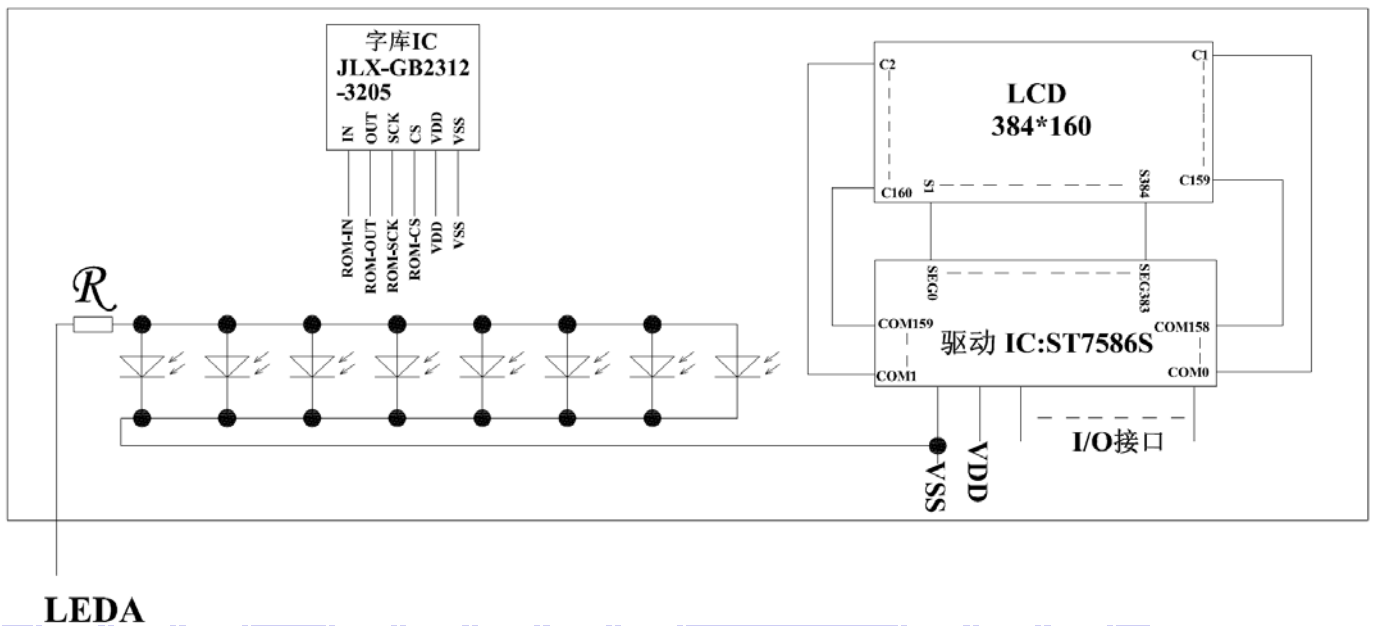 字库IC
JLX-GB2312
-3205
IN
OUT
SCK
CS
VDD
VSS
ROM-IN
ROM-OUT
ROM-SCK
ROM-CS
VDD
VSS
C2
C1
LCD
384*160
C160
S1
S384
C159
SEG0
SEG383
COM159
COM158
驱动 IC:ST7586S
COM1
COM0
I/O接口
VSS
VDD
R
LEDA